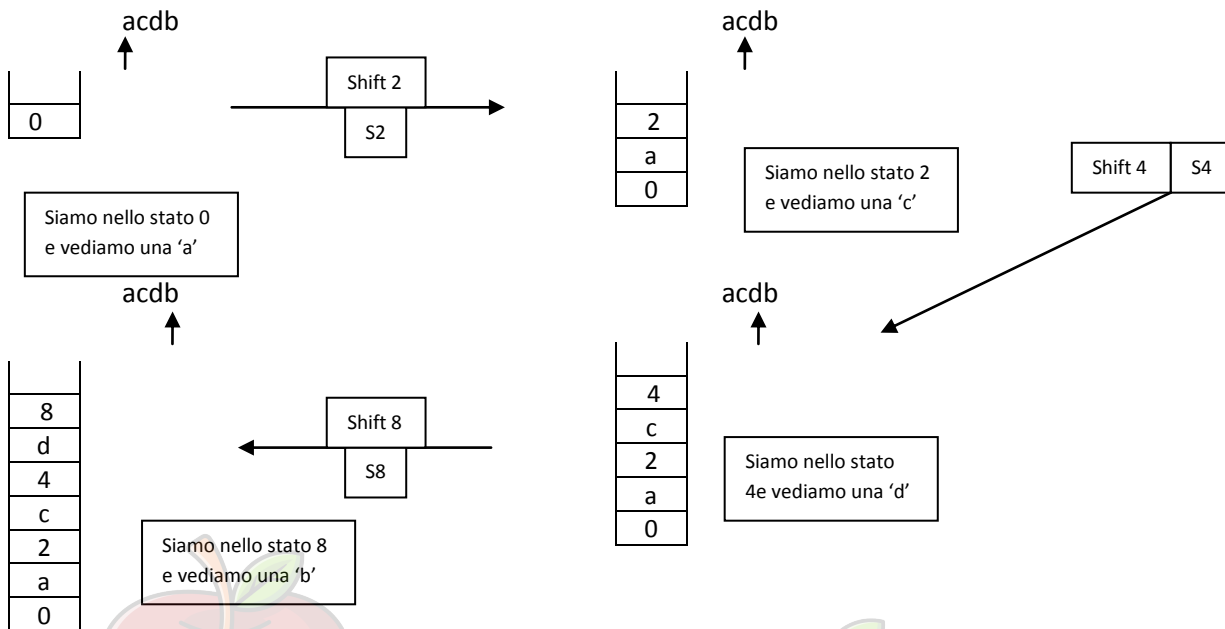 acdb
0
Shift 2
S2
Siamo nello stato 0
e vediamo una ‘a’
acdb
2
a
0
Siamo nello stato 2
e vediamo una ‘c’
Shift 4
S4
acdb
4
c
2
a
0
Siamo nello stato
4e vediamo una ‘d’
Shift 8
S8
acdb
8
d
4
c
2
a
0
Siamo nello stato 8
e vediamo una ‘b’